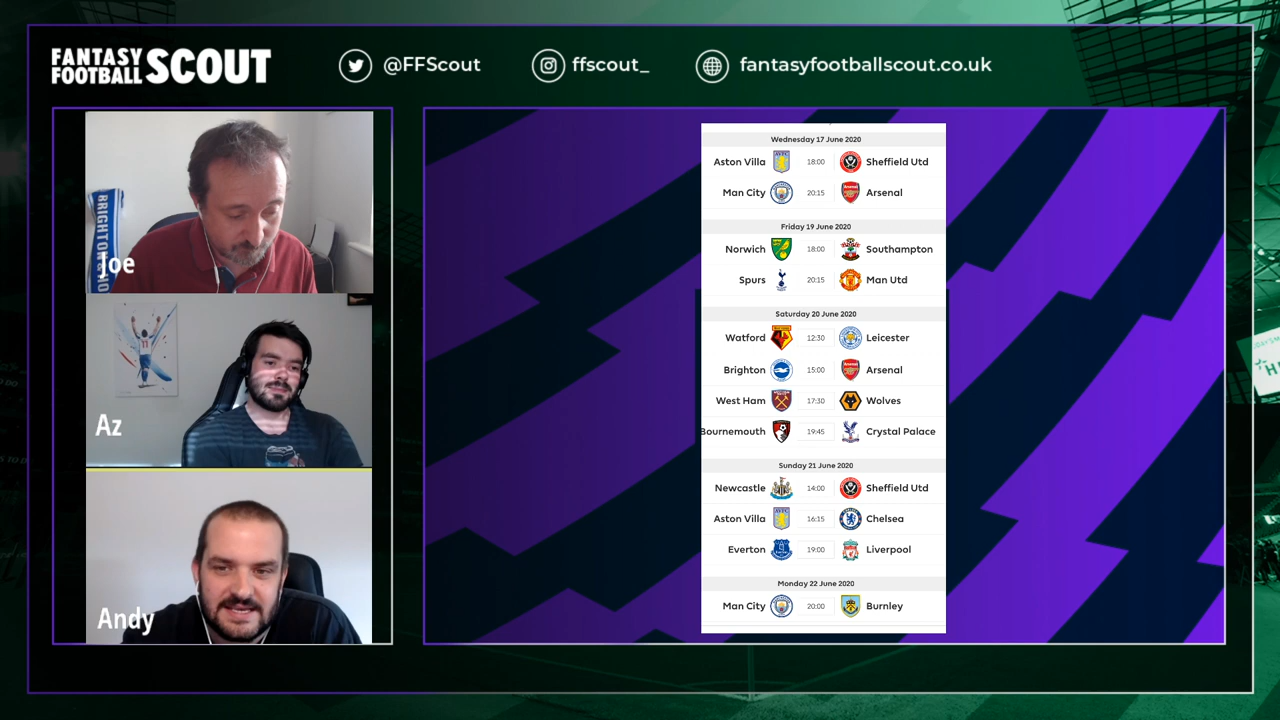 FANTASY
FOOTBALL SCOUT
@FFScout
ffscout_
fantasyfootballscout.co.uk
BRIGHTON & HO
Joe
Az
Andy
Wednesday 17 June 2020
Aston Villa 18:00 Sheffield Utd
Man City 20:15 Arsenal
Friday 19 June 2020
Norwich 18:00 Southampton
Spurs 20:15 Man Utd
Saturday 20 June 2020
Watford 12:30 Leicester
Brighton 15:00 Arsenal
West Ham 17:30 Wolves
Bournemouth 19:45 Crystal Palace
Sunday 21 June 2020
Newcastle 14:00 Sheffield Utd
Aston Villa 16:15 Chelsea
Everton 19:00 Liverpool
Monday 22 June 2020
Man City 20:00 Burnley